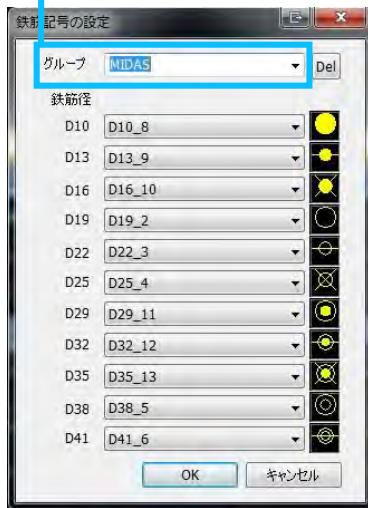 鉄筋記号の設定
グループ MIDAS Del
鉄筋径
D10 D10_8
D13 D13_9
D16 D16_10
D19 D19_2
D22 D22_3
D25 D25_4
D29 D29_11
D32 D32_12
D35 D35_13
D38 D38_5
D41 D41_6
OK キャンセル